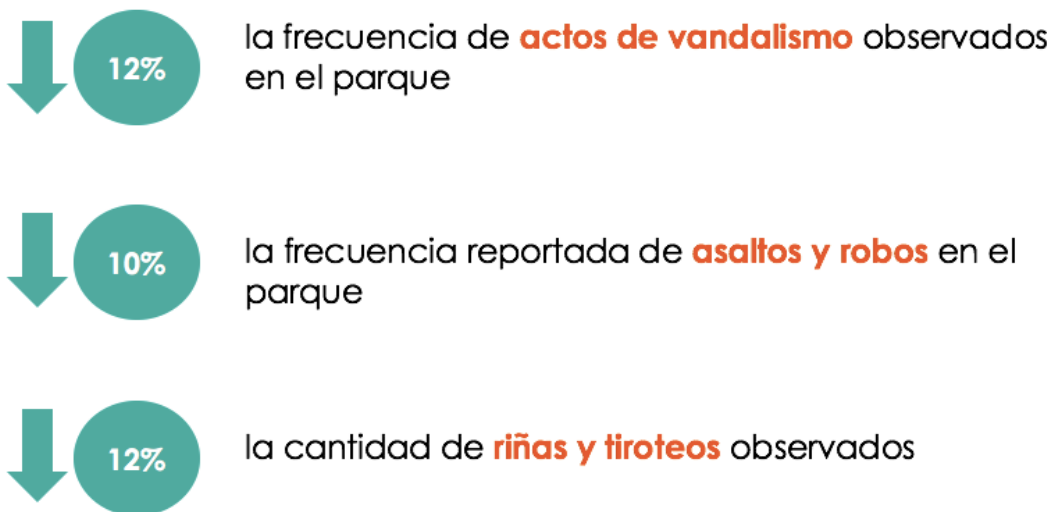 12%
la frecuencia de actos de vandalismo observados
en el parque
10%
la frecuencia reportada de asaltos y robos en el
parque
12%
la cantidad de riñas y tiroteos observados